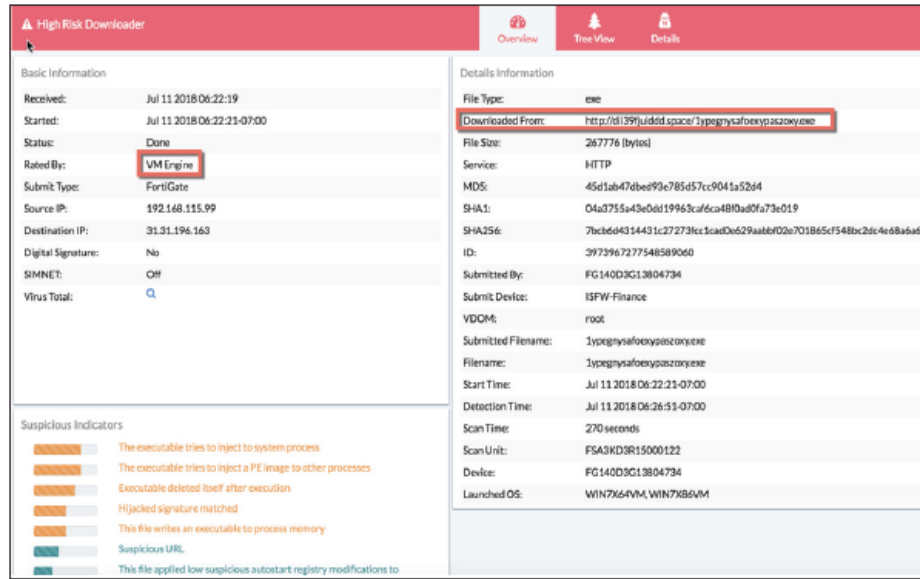 High Risk Downloader
Overview
Tree View
Details
Basic Information
Received: Jul 11 2018 06:22:19
Started: Jul 11 2018 06:22:21-07:00
Status: Done
Rated By: VM Engine
Submit Type: FortiGate
Source IP: 192.168.115.99
Destination IP: 31.31.196.163
Digital Signature: No
SIMNET: Off
Virus Total:
Suspicious Indicators
The executable tries to inject to system process
The executable tries to inject a PE image to other processes
Executable deleted itself after execution
Hijacked signature matched
This file writes an executable to process memory
Suspicious URL
This file applied low suspicious autostart registry modifications to
Details Information
File Type: exe
Downloaded From:
File Size: 267776 (bytes)
Service: HTTP
MD5: 45d1ab47dbed93e785d57cc9041a52d4
SHA1: 04a3755a43e0dd19963caf6ca48f0ad0fa73e019
SHA256:
ID: 3973967277548589060
Submitted By: FG140D3G13804734
Submit Device: ISFW-Finance
VDOM: root
Submitted Filename: 1ypegnysafoexypaszoxy.exe
Filename: 1ypegnysafoexypaszoxy.exe
Start Time: Jul 11 2018 06:22:21-07:00
Detection Time: Jul 11 2018 06:26:51-07:00
Scan Time: 270 seconds
Scan Unit: FSA3KD3R15000122
Device: FG140D3G13804734
Launched OS: WIN7X64VM, WIN7X86VM